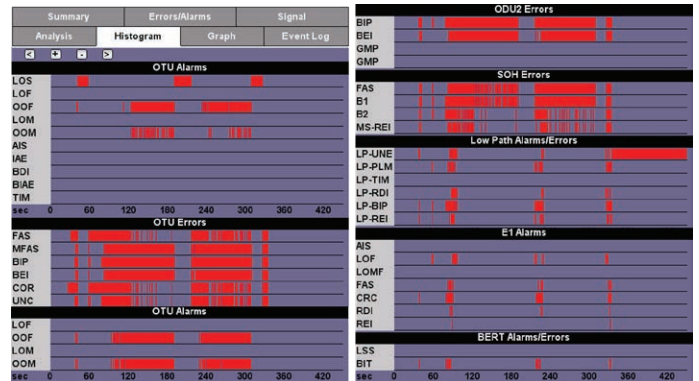 Summary Errors/Alarms Signal
Analysis Histogram Graph Event Log
< + - >
OTU Alarms
LOS
LOF
OOF
LOM
OOM
AIS
IAE
BDI
BIAE
TIM
sec 0 60 120 180 240 300 360 420
OTU Errors
FAS
MFAS
BIP
BEI
COR
UNC
OTU Alarms
LOF
OOF
LOM
OOM
sec 0 60 120 180 240 300 360 420
ODU2 Errors
BIP
BEI
GMP
GMP
SOH Errors
FAS
B1
B2
MS-REI
Low Path Alarms/Errors
LP-UNE
LP-PLM
LP-TIM
LP-RDI
LP-BIP
LP-REI
E1 Alarms
AIS
LOF
LOMF
FAS
CRC
RDI
REI
BERT Alarms/Errors
LSS
BIT
sec 0 60 120 180 240 300 360 420